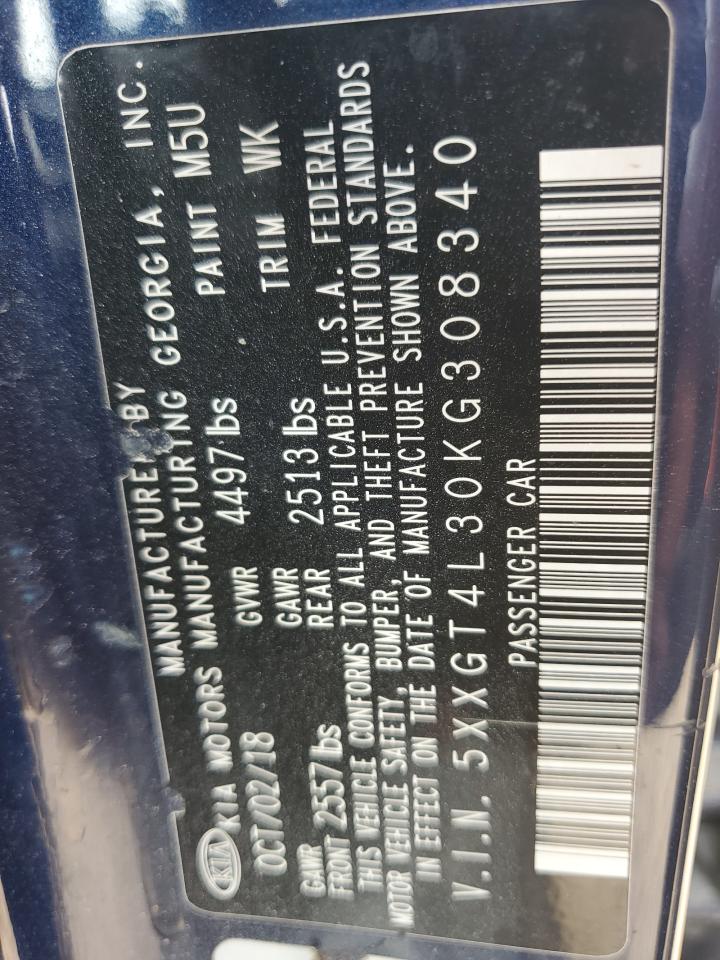 MANUFACTURED BY
KIA KIA MOTORS MANUFACTURING GEORGIA, INC.
OCT/02/18 GVWR 4497 lbs PAINT M5U
GAWR FRONT 2557 lbs GAWR REAR 2513 lbs TRIM WK
THIS VEHICLE CONFORMS TO ALL APPLICABLE U.S.A. FEDERAL
MOTOR VEHICLE SAFETY, BUMPER, AND THEFT PREVENTION STANDARDS
IN EFFECT ON THE DATE OF MANUFACTURE SHOWN ABOVE.
V.I.N. 5XXGT4L30KG308340
PASSENGER CAR